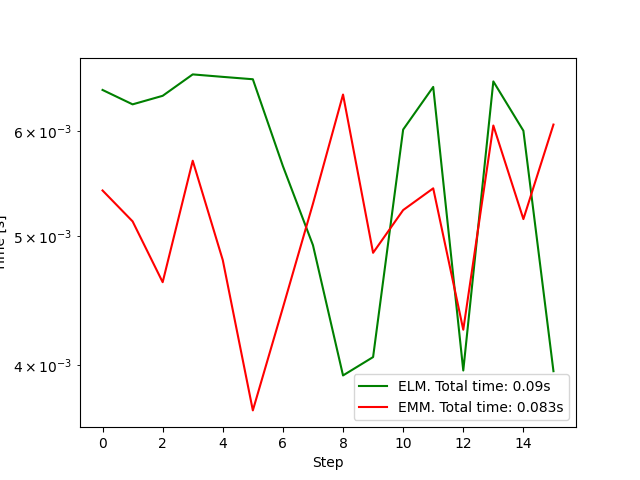 6 × 10⁻³
5 × 10⁻³
4 × 10⁻³
ELM. Total time: 0.09s
EMM. Total time: 0.083s
0 2 4 6 8 10 12 14
Step